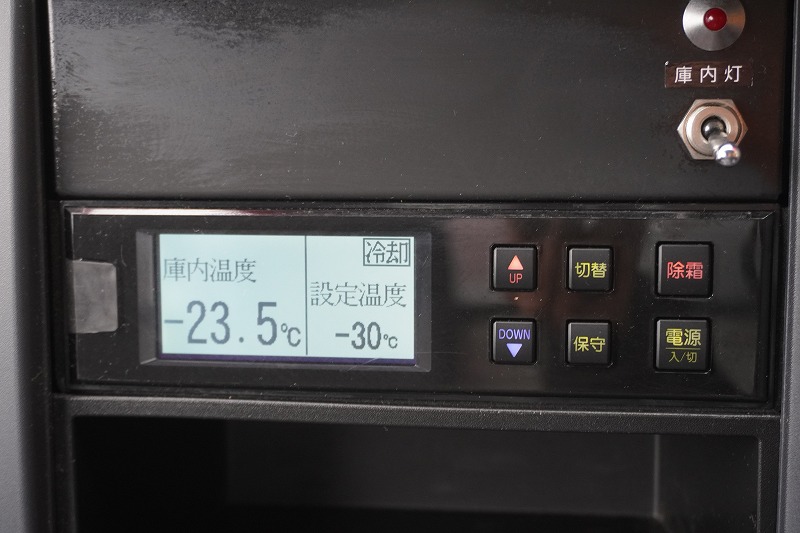 庫内灯
冷却
庫内温度
設定温度
-23.5℃
-30℃
UP
切替
除霜
DOWN
保守
電源
入/切